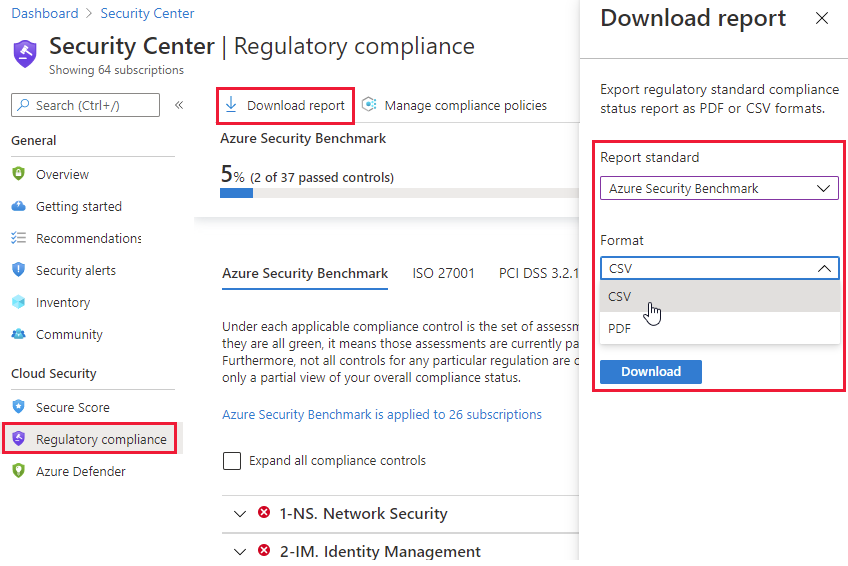 Dashboard > Security Center
Security Center | Regulatory compliance
Showing 64 subscriptions
Search (Ctrl+/)
«
General
Overview
Getting started
Recommendations
Security alerts
Inventory
Community
Cloud Security
Secure Score
Regulatory compliance
Azure Defender
Download report
Manage compliance policies
Azure Security Benchmark
5% (2 of 37 passed controls)
Azure Security Benchmark ISO 27001 PCI DSS 3.2.1
Under each applicable compliance control is the set of assessm
they are all green, it means those assessments are currently pa
Furthermore, not all controls for any particular regulation are c
only a partial view of your overall compliance status.
Azure Security Benchmark is applied to 26 subscriptions
Expand all compliance controls
1-NS. Network Security
2-IM. Identity Management
Download report
Export regulatory standard compliance
status report as PDF or CSV formats.
Report standard
Azure Security Benchmark
Format
CSV
CSV
PDF
Download